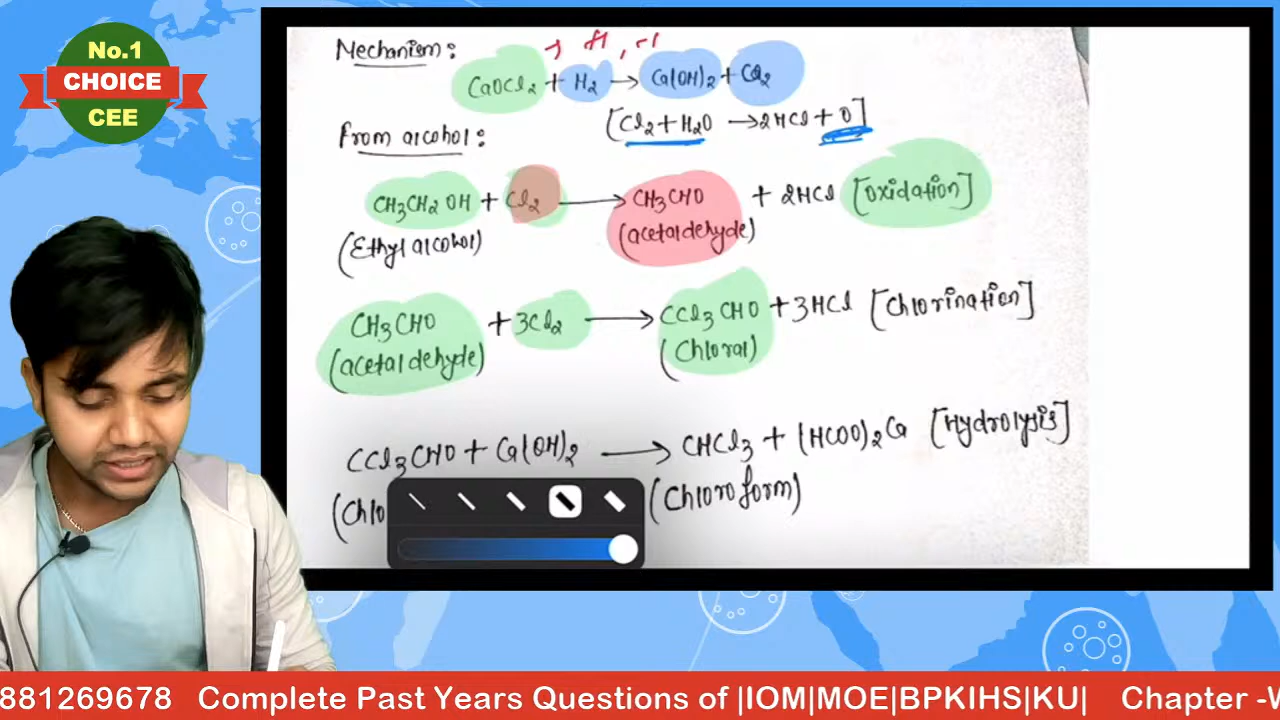 No.1
CHOICE
CEE
Mechanism:
CaOCl2 + H2 → Ca(OH)2 + Cl2
[Cl2 + H2O → 2HCl + O]
From alcohol:
CH3CH2OH + Cl2 → CH3CHO + 2HCl [Oxidation]
(Ethyl alcohol) (acetaldehyde)
CH3CHO + 3Cl2 → CCl3CHO + 3HCl [Chlorination]
(acetaldehyde) (Chloral)
CCl3CHO + Ca(OH)2 → CHCl3 + (HCOO)2Ca [Hydrolysis]
(Chlo (Chloroform)
881269678 Complete Past Years Questions of |IOM|MOE|BPKIHS|KU| Chapter -W